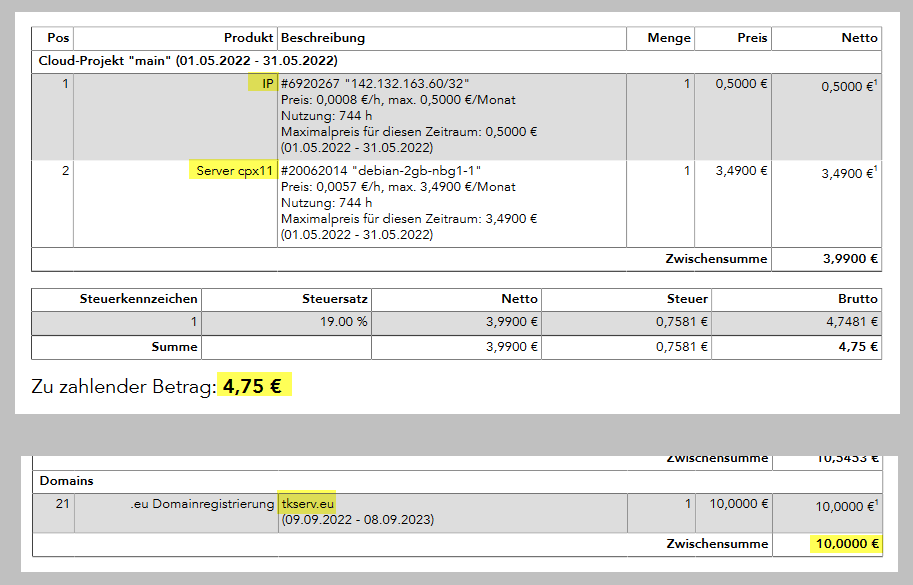 Pos Produkt Beschreibung Menge Preis Netto
Cloud-Projekt "main" (01.05.2022 - 31.05.2022)
1 IP #6920267 "142.132.163.60/32" 1 0,5000 € 0,5000 €¹
Preis: 0,0008 €/h, max. 0,5000 €/Monat
Nutzung: 744 h
Maximalpreis für diesen Zeitraum: 0,5000 €
(01.05.2022 - 31.05.2022)
2 Server cpx11 #20062014 "debian-2gb-nbg1-1" 1 3,4900 € 3,4900 €¹
Preis: 0,0057 €/h, max. 3,4900 €/Monat
Nutzung: 744 h
Maximalpreis für diesen Zeitraum: 3,4900 €
(01.05.2022 - 31.05.2022)
Zwischensumme 3,9900 €
Steuerkennzeichen Steuersatz Netto Steuer Brutto
1 19.00 % 3,9900 € 0,7581 € 4,7481 €
Summe 3,9900 € 0,7581 € 4,75 €
Zu zahlender Betrag: 4,75 €
Zwischensumme 10,5453 €
Domains
21 .eu Domainregistrierung tkserv.eu 1 10,0000 € 10,0000 €¹
(09.09.2022 - 08.09.2023)
Zwischensumme 10,0000 €